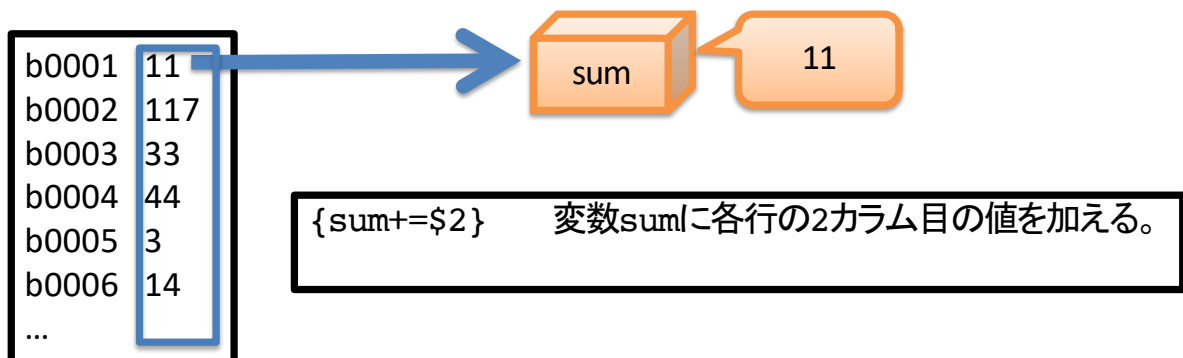 b0001 11
b0002 117
b0003 33
b0004 44
b0005 3
b0006 14
…
sum
11
{sum+=$2} 変数sumに各行の2カラム目の値を加える。